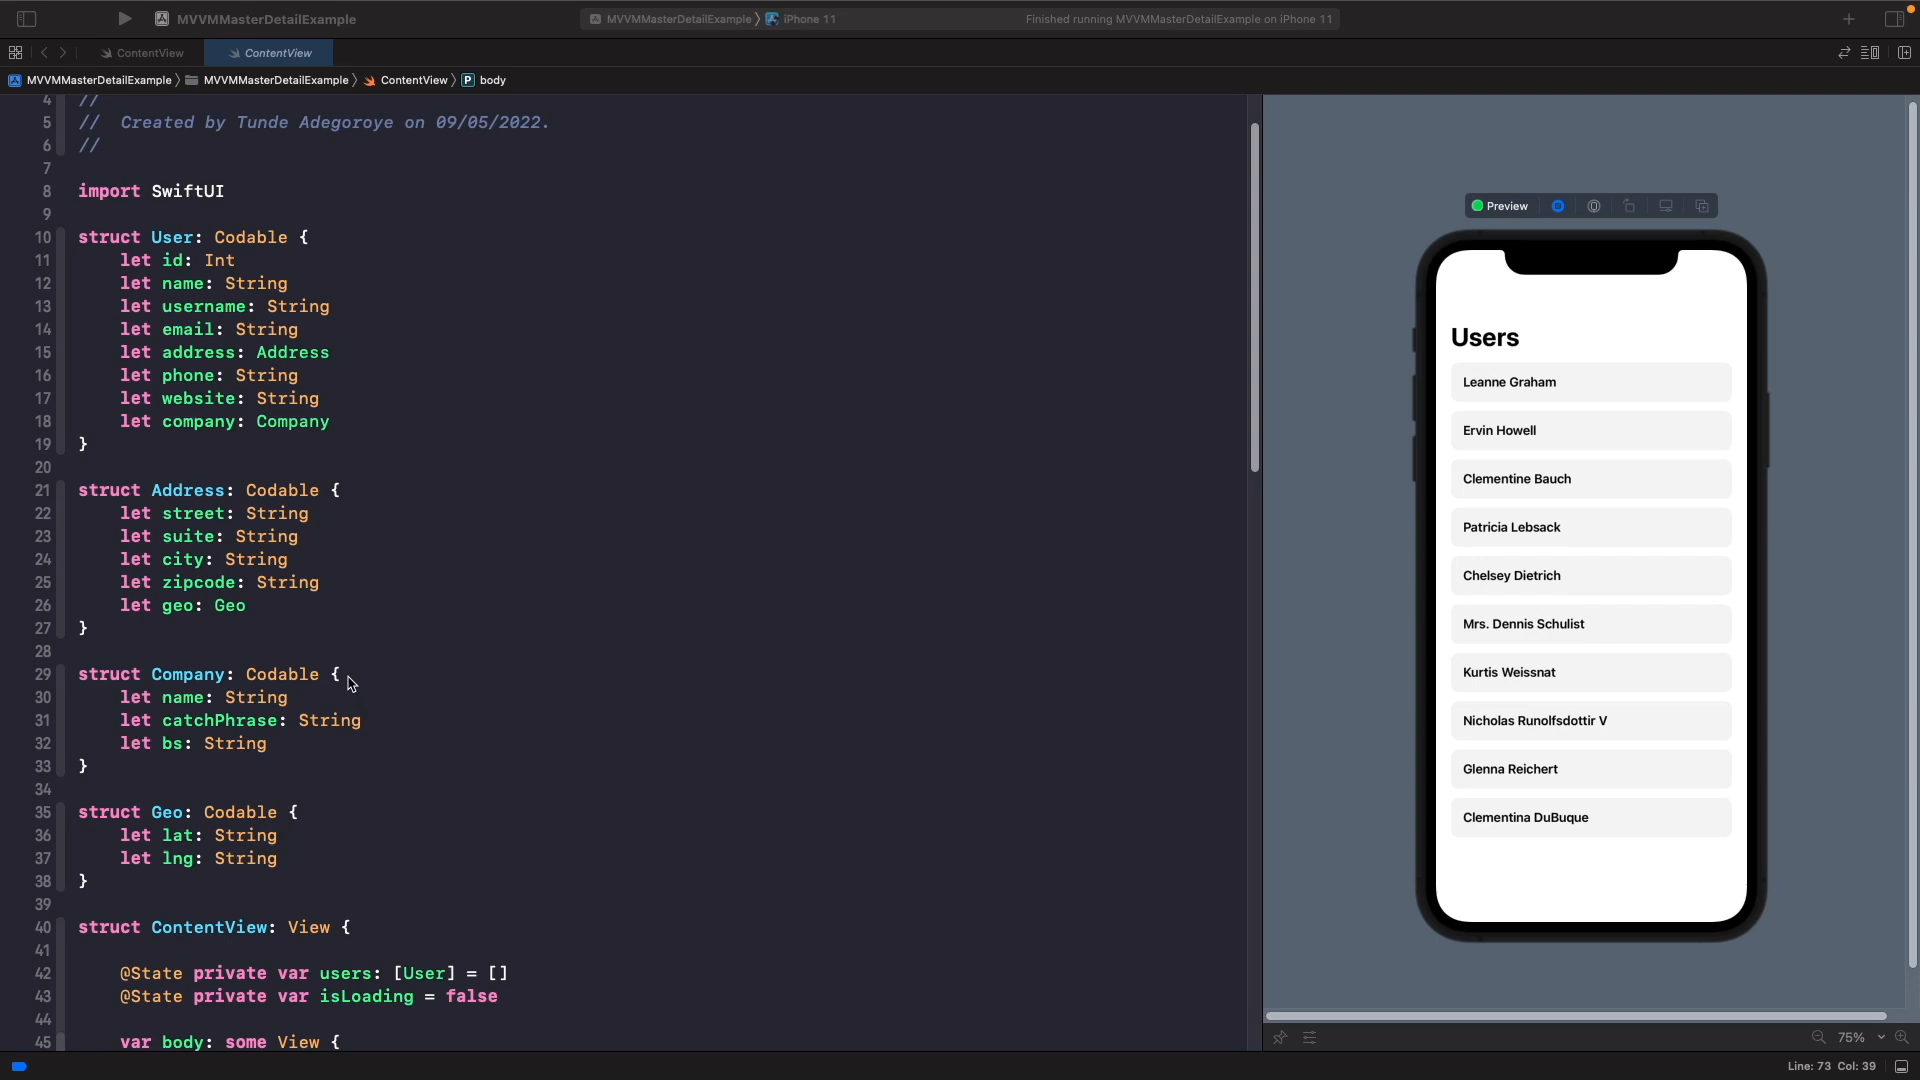 MVVMMasterDetailExample
MVVMMasterDetailExample 〉 iPhone 11
Finished running MVVMMasterDetailExample on iPhone 11
ContentView
ContentView
MVVMMasterDetailExample 〉 MVVMMasterDetailExample 〉 ContentView 〉 P body
4 //
5 //  Created by Tunde Adegoroye on 09/05/2022.
6 //
7
8 import SwiftUI
9
10 struct User: Codable {
11     let id: Int
12     let name: String
13     let username: String
14     let email: String
15     let address: Address
16     let phone: String
17     let website: String
18     let company: Company
19 }
20
21 struct Address: Codable {
22     let street: String
23     let suite: String
24     let city: String
25     let zipcode: String
26     let geo: Geo
27 }
28
29 struct Company: Codable {
30     let name: String
31     let catchPhrase: String
32     let bs: String
33 }
34
35 struct Geo: Codable {
36     let lat: String
37     let lng: String
38 }
39
40 struct ContentView: View {
41
42     @State private var users: [User] = []
43     @State private var isLoading = false
44
45     var body: some View {
Preview
Users
Leanne Graham
Ervin Howell
Clementine Bauch
Patricia Lebsack
Chelsey Dietrich
Mrs. Dennis Schulist
Kurtis Weissnat
Nicholas Runolfsdottir V
Glenna Reichert
Clementina DuBuque
75%
Line: 73 Col: 39